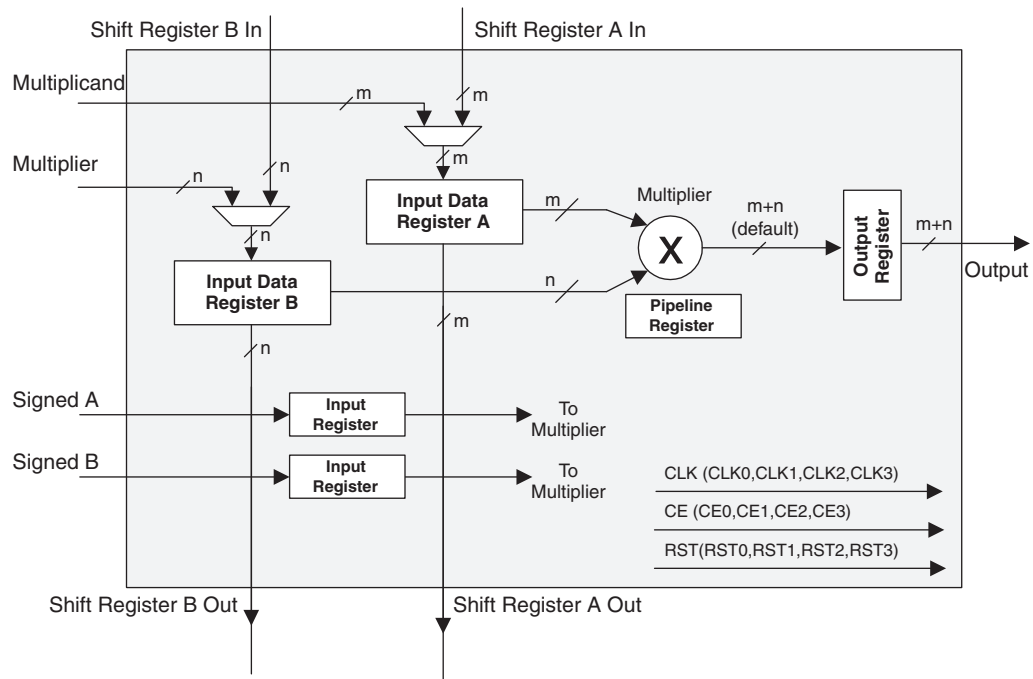 Shift Register B In
Shift Register A In
Multiplicand
m
m
Multiplier
n
n
m
Input Data
Register A
m
Multiplier
m+n
(default)
Output
Register
m+n
Output
n
Input Data
Register B
n
Pipeline
Register
m
n
Signed A
Input
Register
To
Multiplier
Signed B
Input
Register
To
Multiplier
CLK (CLK0,CLK1,CLK2,CLK3)
CE (CE0,CE1,CE2,CE3)
RST(RST0,RST1,RST2,RST3)
Shift Register B Out
Shift Register A Out
X